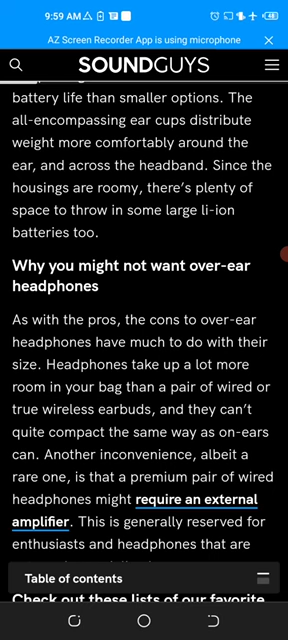 9:59 AM
48
AZ Screen Recorder App is using microphone
SOUNDGUYS
battery life than smaller options. The
all-encompassing ear cups distribute
weight more comfortably around the
ear, and across the headband. Since the
housings are roomy, there's plenty of
space to throw in some large li-ion
batteries too.
Why you might not want over-ear
headphones
As with the pros, the cons to over-ear
headphones have much to do with their
size. Headphones take up a lot more
room in your bag than a pair of wired or
true wireless earbuds, and they can't
quite compact the same way as on-ears
can. Another inconvenience, albeit a
rare one, is that a premium pair of wired
headphones might require an external
amplifier. This is generally reserved for
enthusiasts and headphones that are
Table of contents
Check out these lists of our favorite